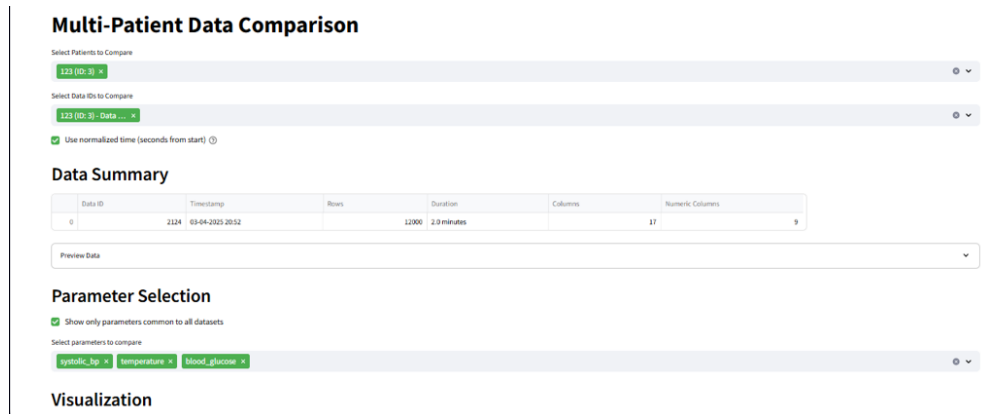 Multi-Patient Data Comparison
Select Patients to Compare
123 (ID: 3) ×
Select Data IDs to Compare
123 (ID: 3) - Data ... ×
Use normalized time (seconds from start)
Data Summary
Data ID Timestamp Rows Duration Columns Numeric Columns
0 2124 03-04-2025 20:52 12000 2.0 minutes 17 9
Preview Data
Parameter Selection
Show only parameters common to all datasets
Select parameters to compare
systolic_bp × temperature × blood_glucose ×
Visualization